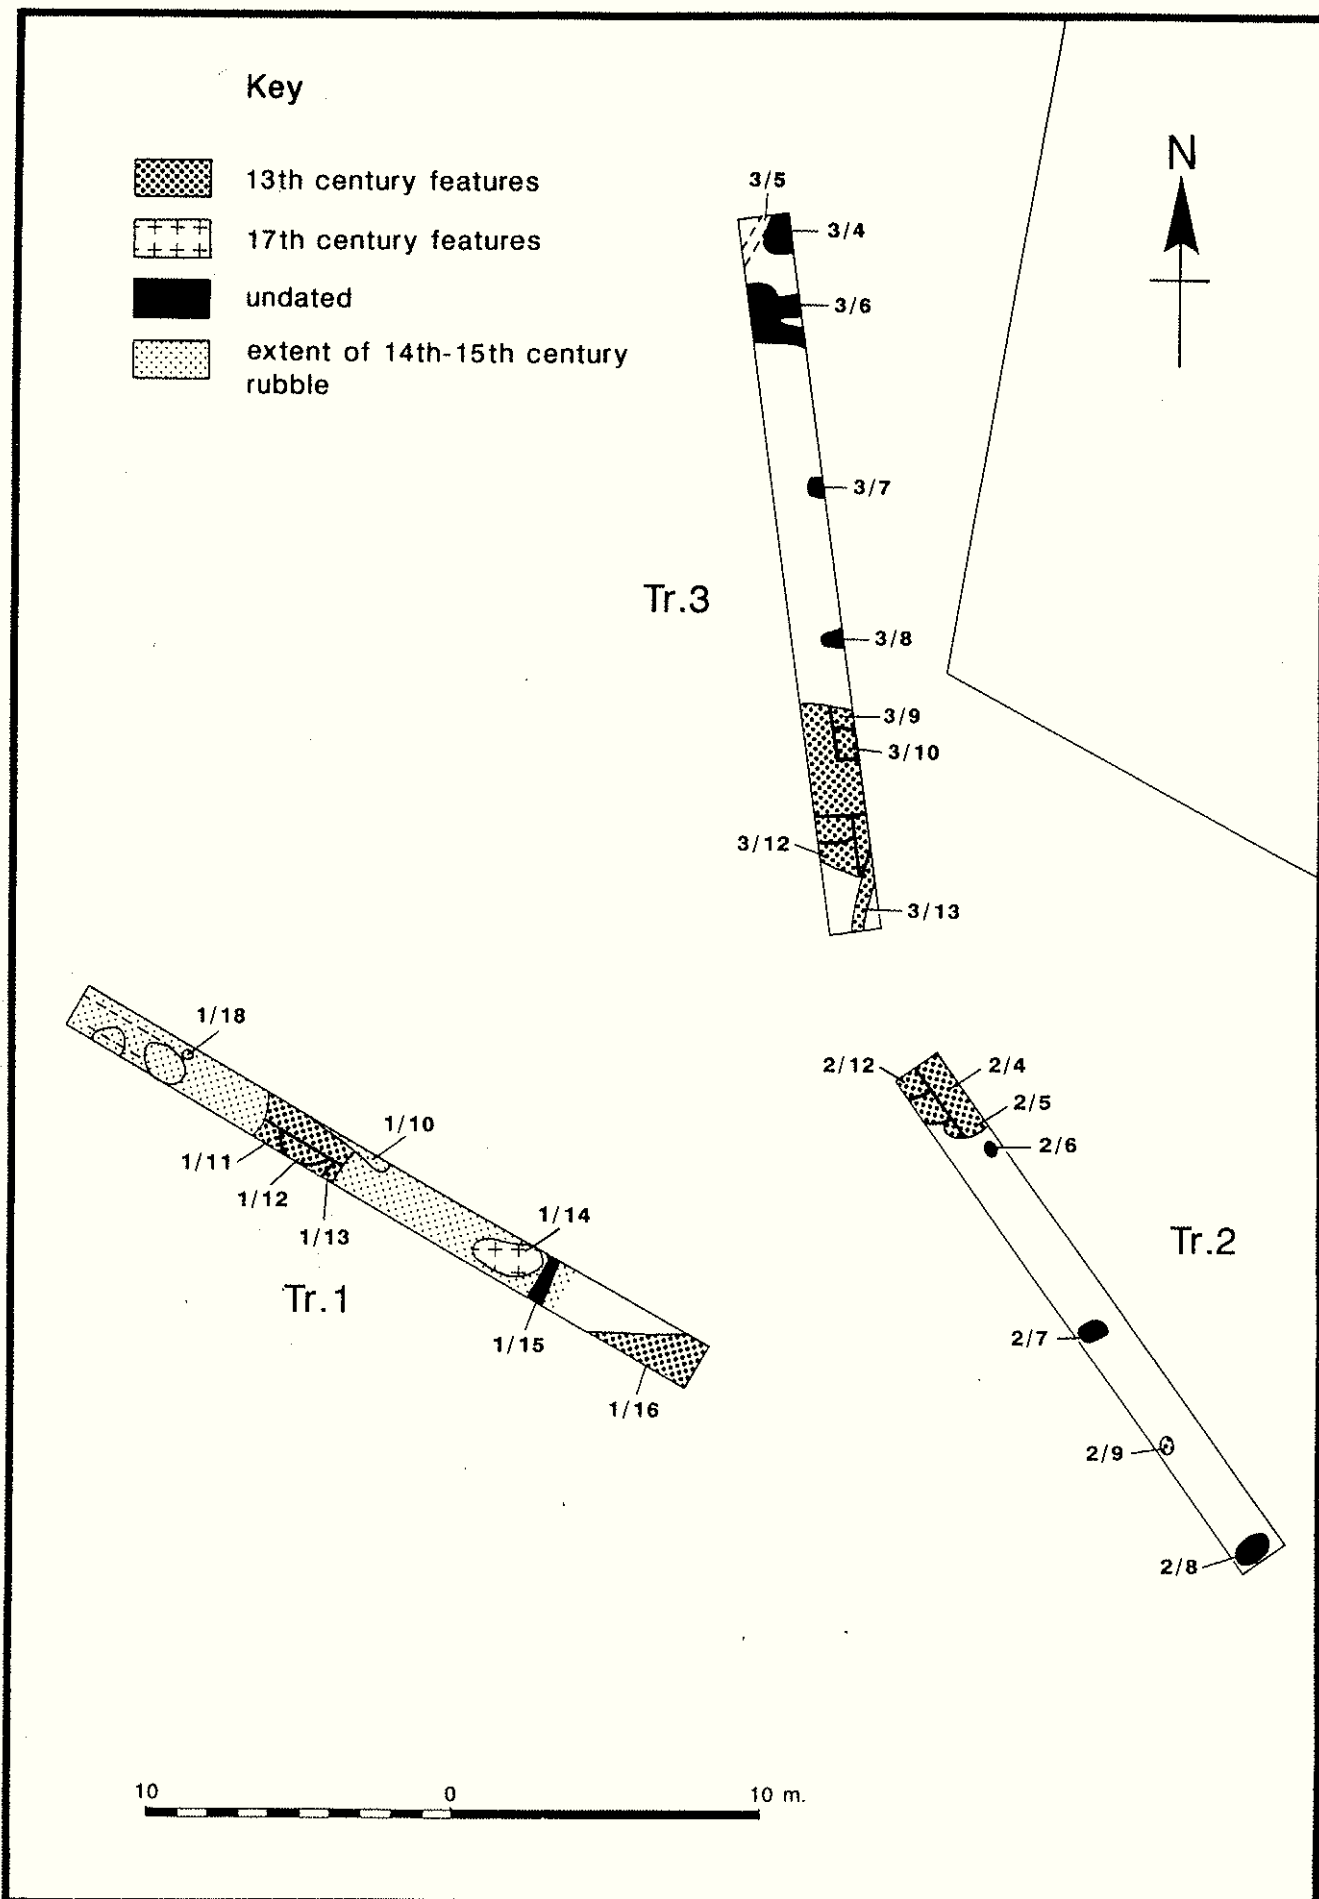 Key
13th century features
17th century features
undated
extent of 14th-15th century
rubble
N
3/5
3/4
3/6
3/7
Tr.3
3/8
3/9
3/10
3/12
3/13
1/18
1/10
1/11
1/12
1/13
1/14
Tr.1
1/15
1/16
2/12
2/4
2/5
2/6
Tr.2
2/7
2/9
2/8
10 0 10 m.